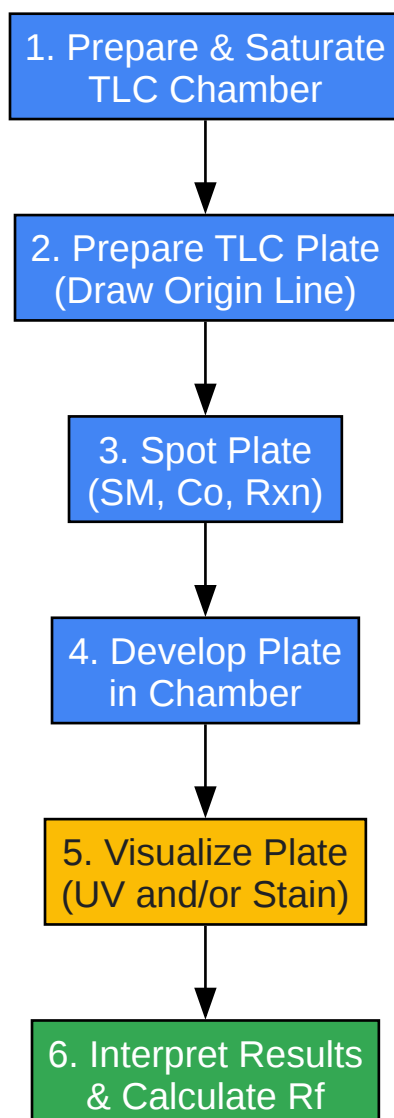 1. Prepare & Saturate
TLC Chamber
2. Prepare TLC Plate
(Draw Origin Line)
3. Spot Plate
(SM, Co, Rxn)
4. Develop Plate
in Chamber
5. Visualize Plate
(UV and/or Stain)
6. Interpret Results
& Calculate Rf